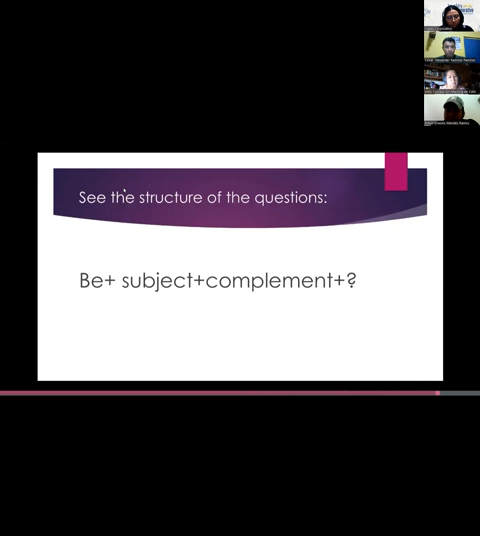 See the structure of the questions:
Be+ subject+complement+?